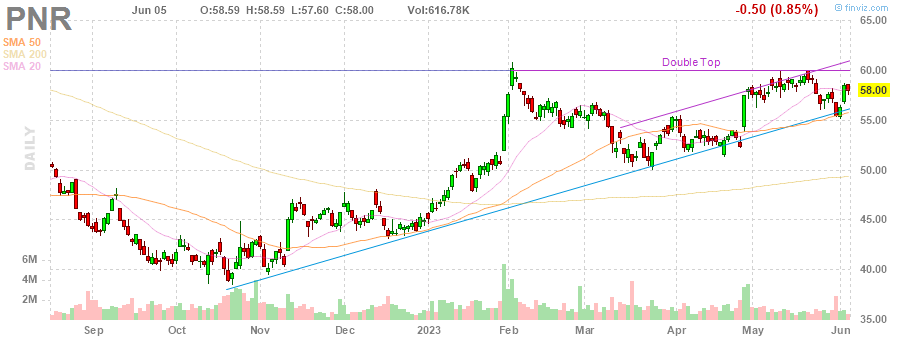 PNR Jun 05 O:58.59 H:58.59 L:57.60 C:58.00 Vol:616.78K -0.50 (0.85%) finviz.com
SMA 50
SMA 200
SMA 20
DAILY
Double Top
65.00
60.00
58.00
55.00
50.00
45.00
40.00
35.00
6M
4M
2M
Sep Oct Nov Dec 2023 Feb Mar Apr May Jun